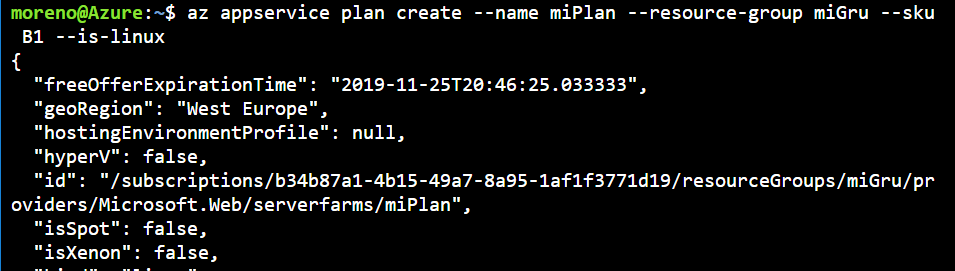 moreno@Azure:~$ az appservice plan create --name miPlan --resource-group miGru --sku
 B1 --is-linux
{
  "freeOfferExpirationTime": "2019-11-25T20:46:25.033333",
  "geoRegion": "West Europe",
  "hostingEnvironmentProfile": null,
  "hyperV": false,
  "id": "/subscriptions/b34b87a1-4b15-49a7-8a95-1af1f3771d19/resourceGroups/miGru/pr
oviders/Microsoft.Web/serverfarms/miPlan",
  "isSpot": false,
  "isXenon": false,